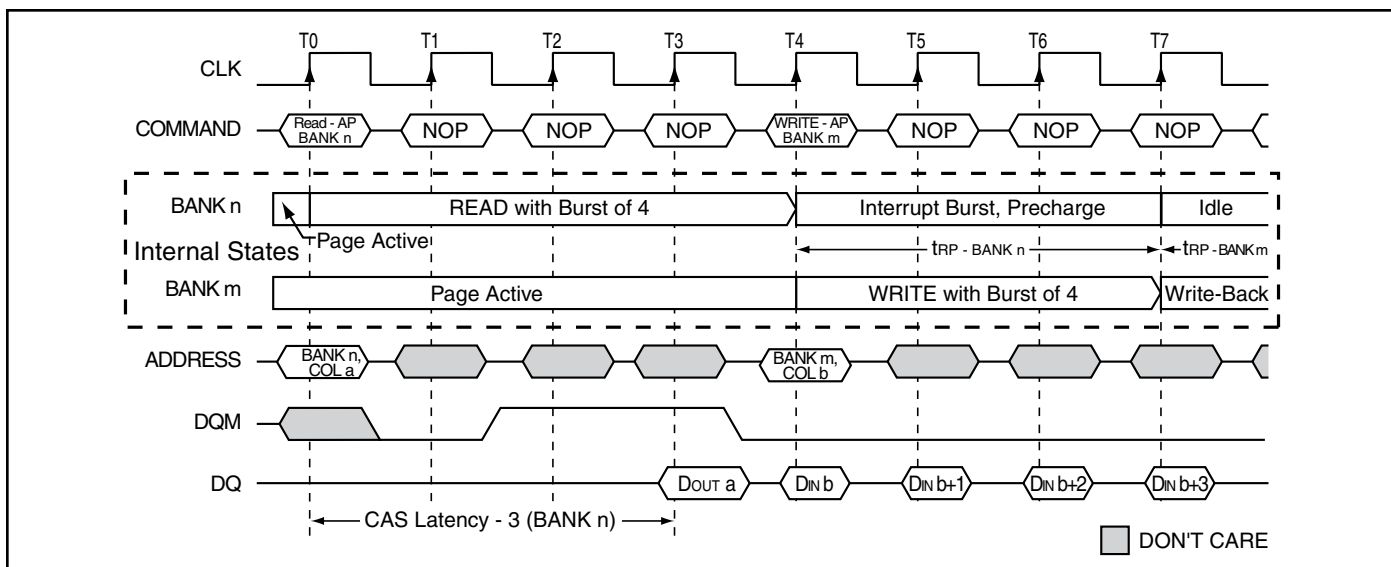 T0 T1 T2 T3 T4 T5 T6 T7
CLK
COMMAND Read - AP BANK n NOP NOP NOP WRITE - AP BANK m NOP NOP NOP
BANK n READ with Burst of 4 Interrupt Burst, Precharge Idle
Page Active tRP - BANK n tRP - BANK m
Internal States
BANK m Page Active WRITE with Burst of 4 Write-Back
ADDRESS BANK n, COL a BANK m, COL b
DQM
DQ DOUT a DIN b DIN b+1 DIN b+2 DIN b+3
CAS Latency - 3 (BANK n)
DON'T CARE